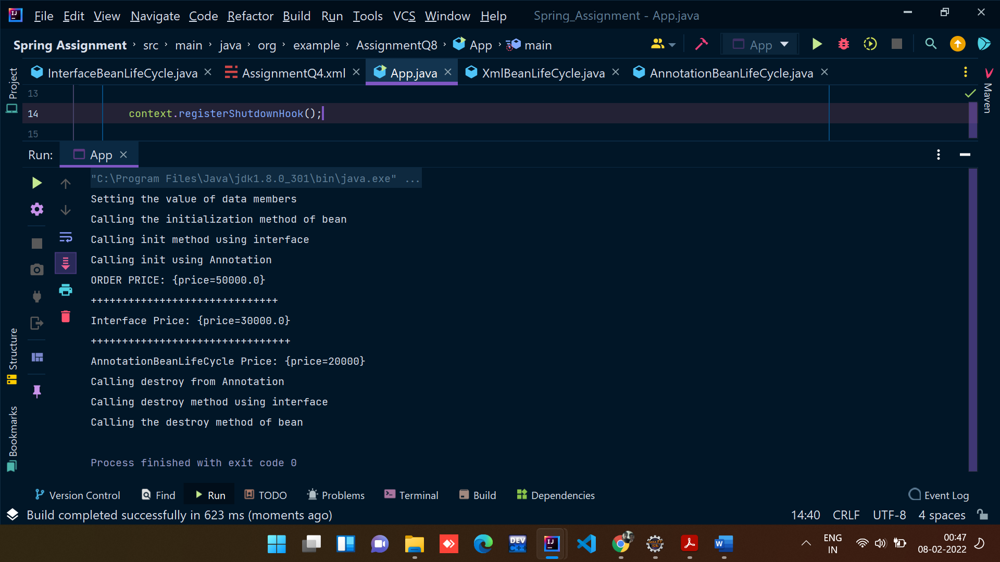 File Edit View Navigate Code Refactor Build Run Tools VCS Window Help Spring_Assignment - App.java
Spring Assignment › src › main › java › org › example › AssignmentQ8 › App › main App
InterfaceBeanLifeCycle.java AssignmentQ4.xml App.java XmlBeanLifeCycle.java AnnotationBeanLifeCycle.java
Project
Maven
13
14 context.registerShutdownHook();
15
Run: App
"C:\Program Files\Java\jdk1.8.0_301\bin\java.exe" ...
Setting the value of data members
Calling the initialization method of bean
Calling init method using interface
Calling init using Annotation
ORDER PRICE: {price=50000.0}
++++++++++++++++++++++++++++++
Interface Price: {price=30000.0}
++++++++++++++++++++++++++++++++
AnnotationBeanLifeCycle Price: {price=20000}
Calling destroy from Annotation
Calling destroy method using interface
Calling the destroy method of bean
Process finished with exit code 0
Structure
Bookmarks
Version Control Find Run TODO Problems Terminal Build Dependencies Event Log
Build completed successfully in 623 ms (moments ago) 14:40 CRLF UTF-8 4 spaces
ENG
IN
00:47
08-02-2022